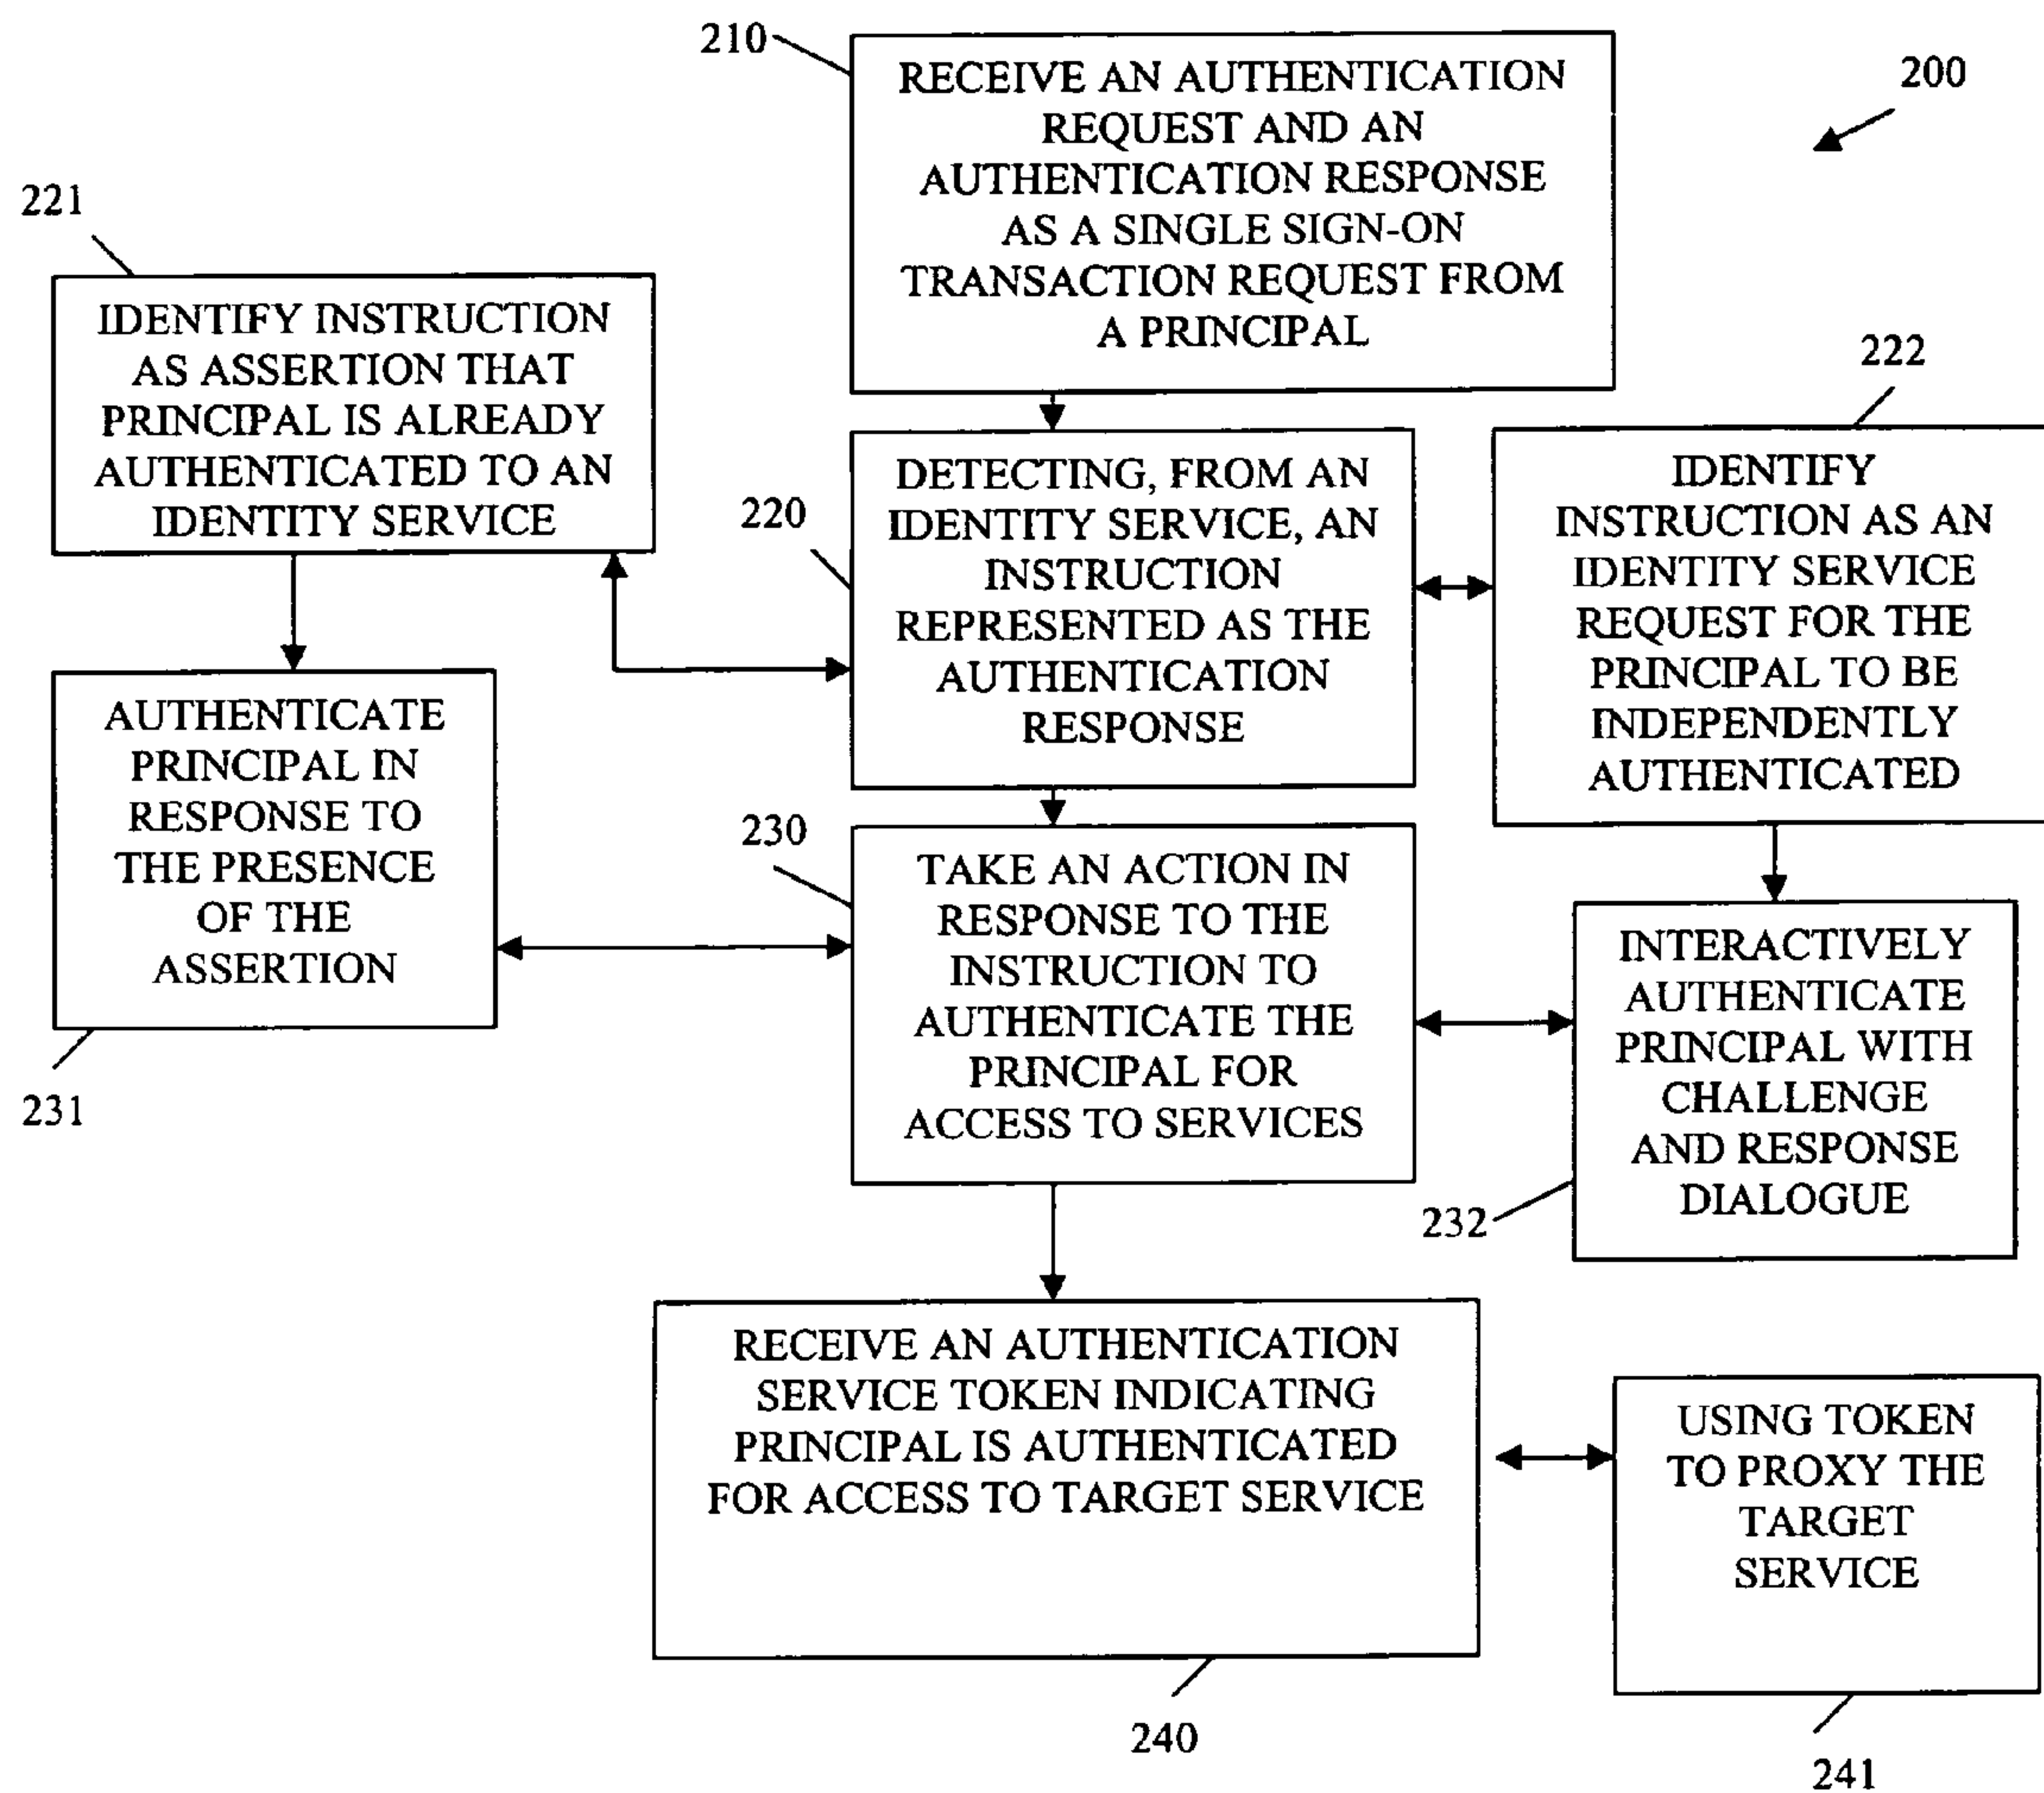 210
RECEIVE AN AUTHENTICATION
REQUEST AND AN
AUTHENTICATION RESPONSE
AS A SINGLE SIGN-ON
TRANSACTION REQUEST FROM
A PRINCIPAL
200
221
IDENTIFY INSTRUCTION
AS ASSERTION THAT
PRINCIPAL IS ALREADY
AUTHENTICATED TO AN
IDENTITY SERVICE
220
DETECTING, FROM AN
IDENTITY SERVICE, AN
INSTRUCTION
REPRESENTED AS THE
AUTHENTICATION
RESPONSE
222
IDENTIFY
INSTRUCTION AS AN
IDENTITY SERVICE
REQUEST FOR THE
PRINCIPAL TO BE
INDEPENDENTLY
AUTHENTICATED
AUTHENTICATE
PRINCIPAL IN
RESPONSE TO
THE PRESENCE
OF THE
ASSERTION
231
230
TAKE AN ACTION IN
RESPONSE TO THE
INSTRUCTION TO
AUTHENTICATE THE
PRINCIPAL FOR
ACCESS TO SERVICES
INTERACTIVELY
AUTHENTICATE
PRINCIPAL WITH
CHALLENGE
AND RESPONSE
DIALOGUE
232
RECEIVE AN AUTHENTICATION
SERVICE TOKEN INDICATING
PRINCIPAL IS AUTHENTICATED
FOR ACCESS TO TARGET SERVICE
240
USING TOKEN
TO PROXY THE
TARGET
SERVICE
241